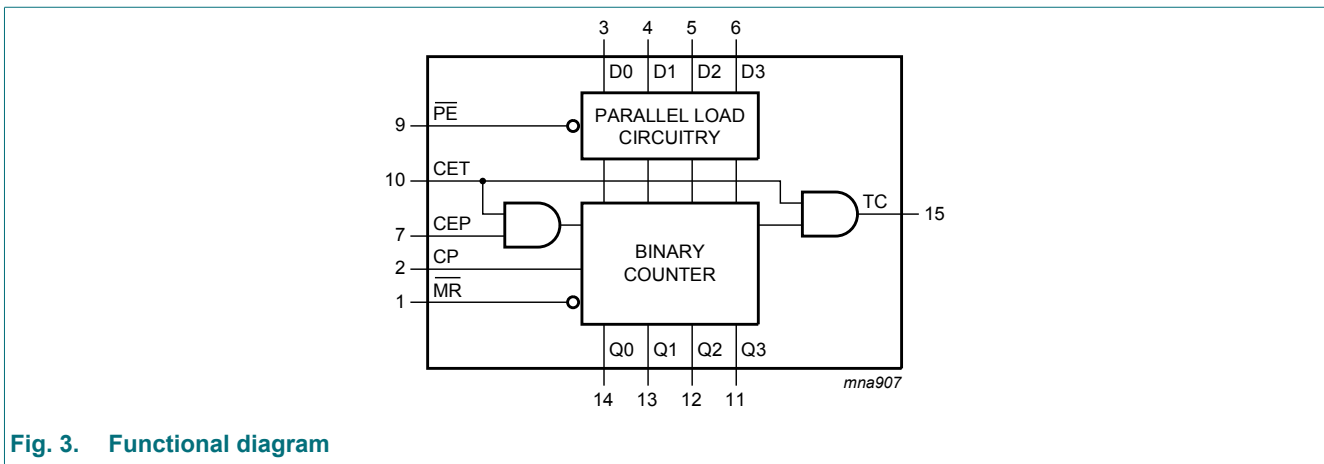 3 4 5 6
D0 D1 D2 D3
9 PE
PARALLEL LOAD
CIRCUITRY
10 CET
TC 15
7 CEP
2 CP
BINARY
COUNTER
1 MR
Q0 Q1 Q2 Q3
mna907
14 13 12 11
Fig. 3. Functional diagram